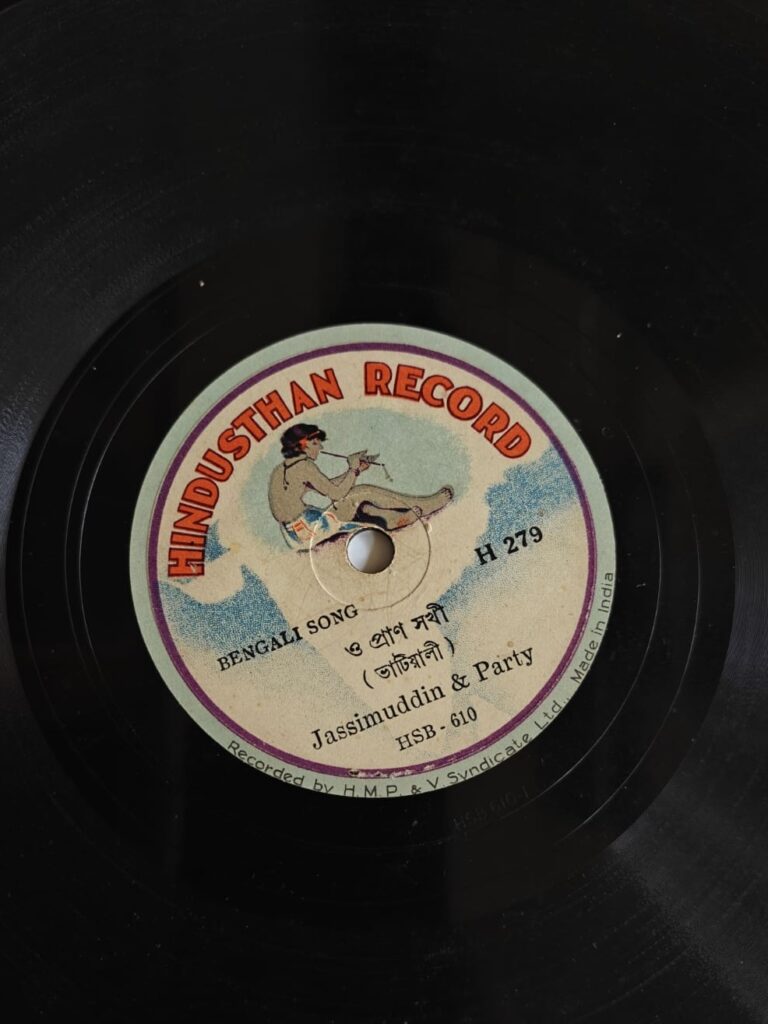 HINDUSTHAN RECORD
H 279
BENGALI SONG
ও প্রাণ সখী
( ভাটিয়ালী )
Jassimuddin & Party
HSB - 610
Recorded by H.M.P. & V Syndicate Ltd., Made in India